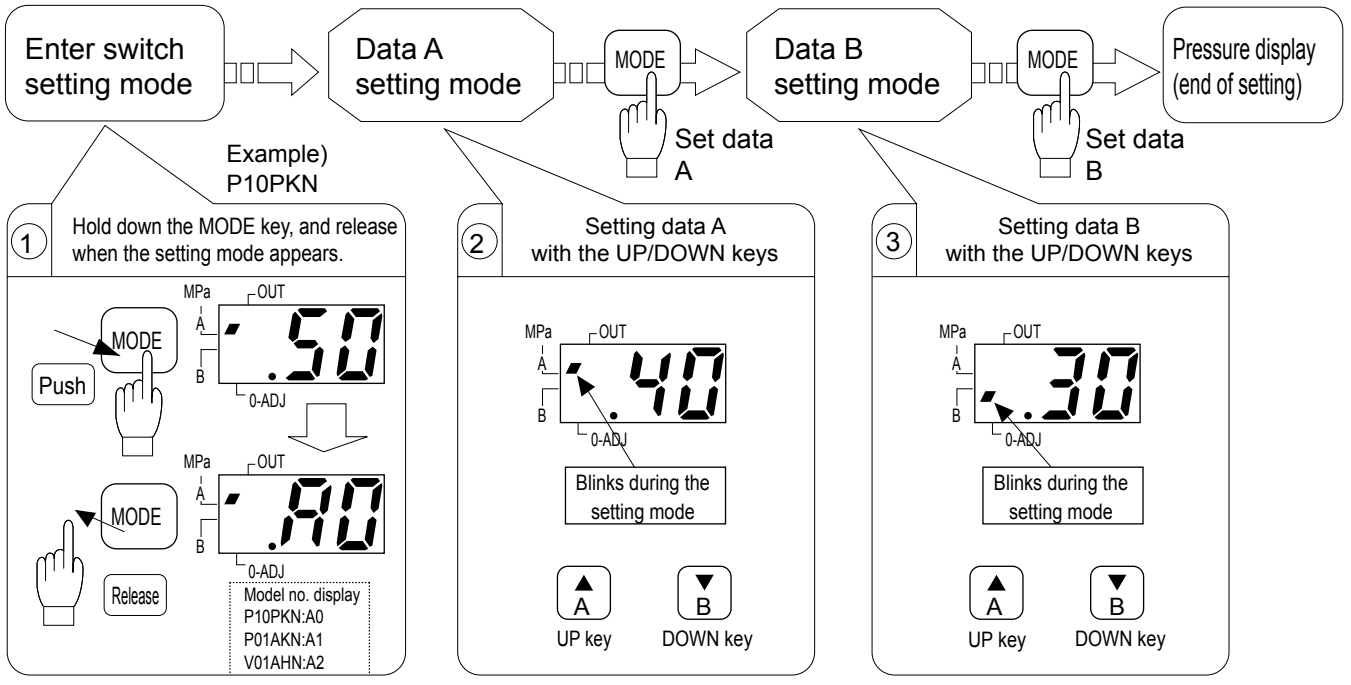 Enter switch
setting mode
Data A
setting mode
MODE
Set data
A
Data B
setting mode
MODE
Set data
B
Pressure display
(end of setting)
Example)
P10PKN
1
Hold down the MODE key, and release
when the setting mode appears.
MODE
Push
MPa
OUT
A
B
.50
0-ADJ
MODE
Release
MPa
OUT
A
B
.A0
0-ADJ
Model no. display
P10PKN:A0
P01AKN:A1
V01AHN:A2
2
Setting data A
with the UP/DOWN keys
MPa
OUT
A
B
.40
0-ADJ
Blinks during the
setting mode
A
UP key
B
DOWN key
3
Setting data B
with the UP/DOWN keys
MPa
OUT
A
B
.30
0-ADJ
Blinks during the
setting mode
A
UP key
B
DOWN key